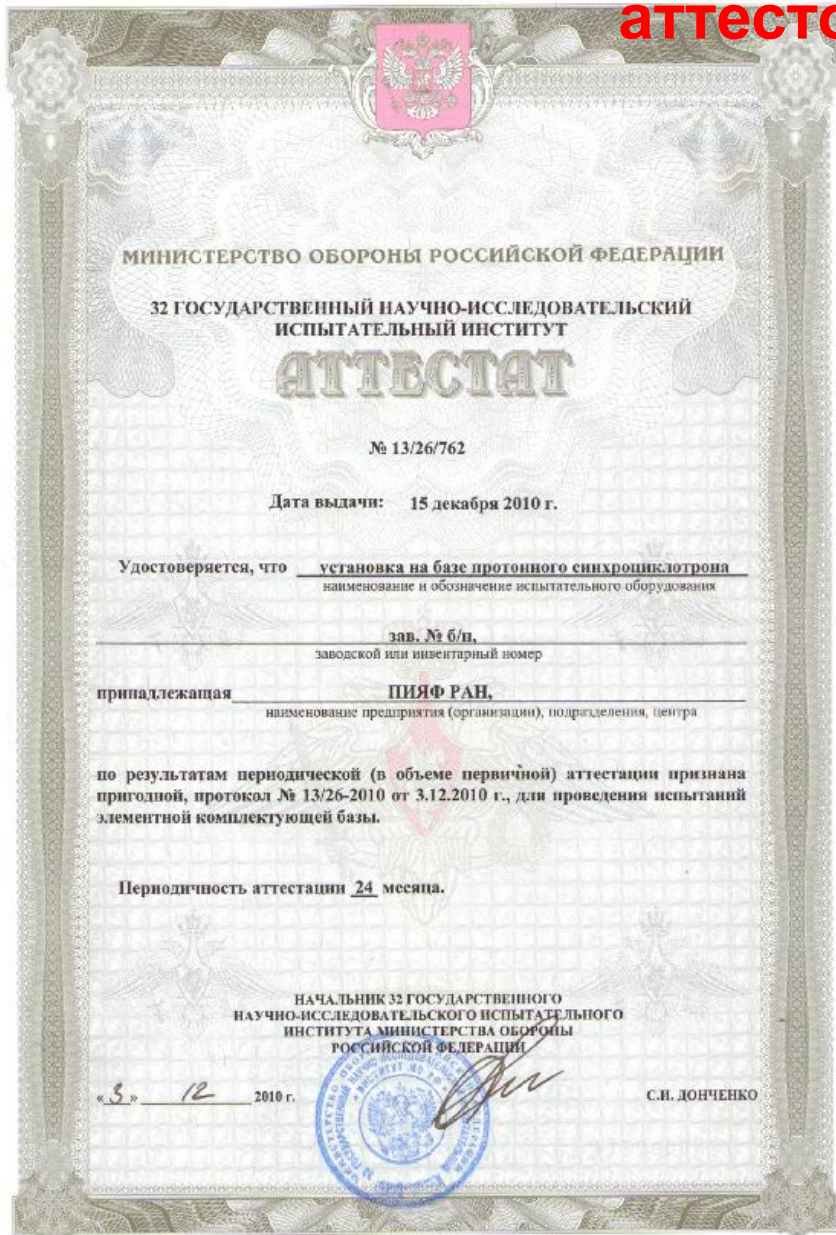 аттесто
МИНИСТЕРСТВО ОБОРОНЫ РОССИЙСКОЙ ФЕДЕРАЦИИ
32 ГОСУДАРСТВЕННЫЙ НАУЧНО-ИССЛЕДОВАТЕЛЬСКИЙ
ИСПЫТАТЕЛЬНЫЙ ИНСТИТУТ
АТТЕСТАТ
№ 13/26/762
Дата выдачи: 15 декабря 2010 г.
Удостоверяется, что установка на базе протонного синхроциклотрона
наименование и обозначение испытательного оборудования
зав. № б/п,
заводской или инвентарный номер
принадлежащая ПИЯФ РАН,
наименование предприятия (организации), подразделения, центра
по результатам периодической (в объеме первичной) аттестации признана
пригодной, протокол № 13/26-2010 от 3.12.2010 г., для проведения испытаний
элементной комплектующей базы.
Периодичность аттестации 24 месяца.
НАЧАЛЬНИК 32 ГОСУДАРСТВЕННОГО
НАУЧНО-ИССЛЕДОВАТЕЛЬСКОГО ИСПЫТАТЕЛЬНОГО
ИНСТИТУТА МИНИСТЕРСТВА ОБОРОНЫ
РОССИЙСКОЙ ФЕДЕРАЦИИ
« 3 » 12 2010 г.
С.И. ДОНЧЕНКО